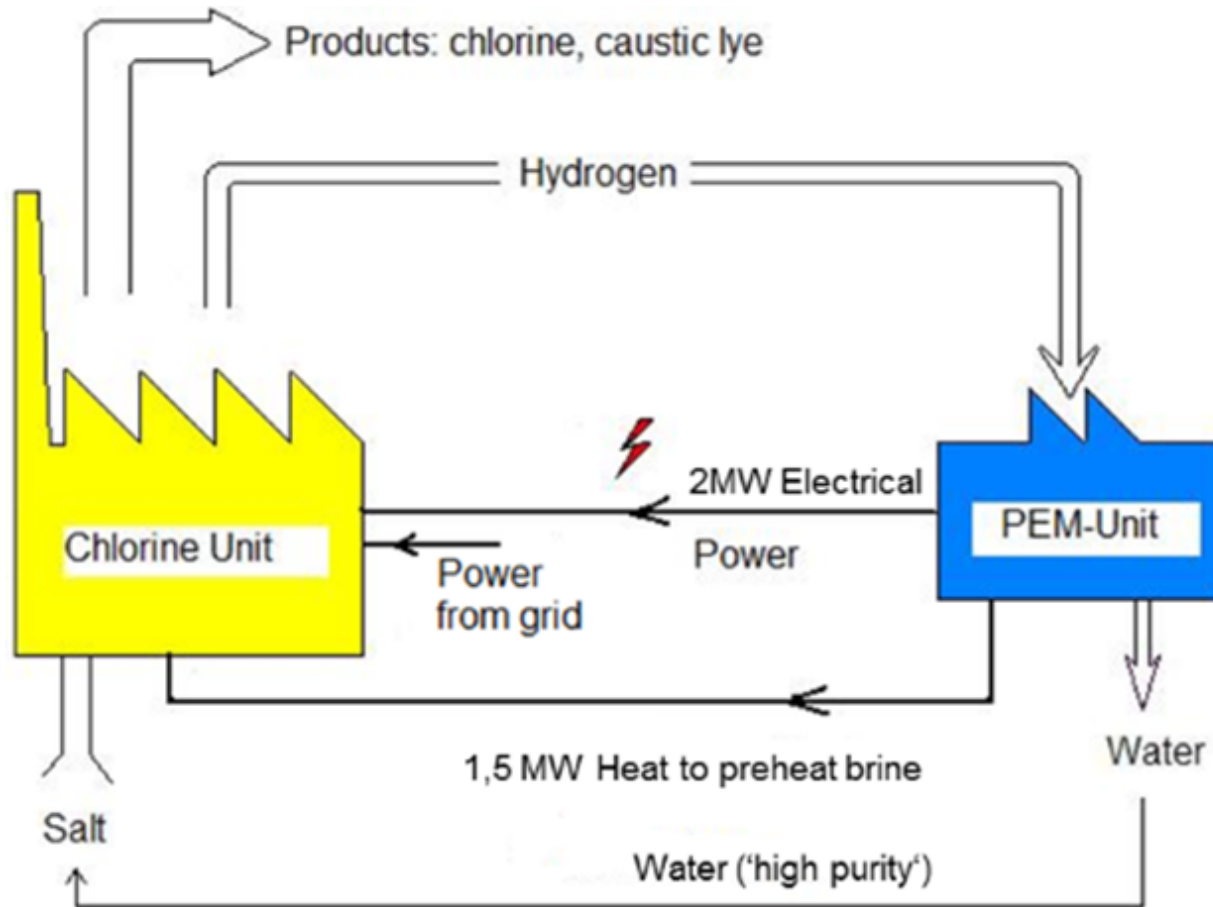 Products: chlorine, caustic lye
Hydrogen
2MW Electrical
Power
PEM-Unit
Chlorine Unit
Power
from grid
Water
1,5 MW Heat to preheat brine
Salt
Water (‘high purity‘)